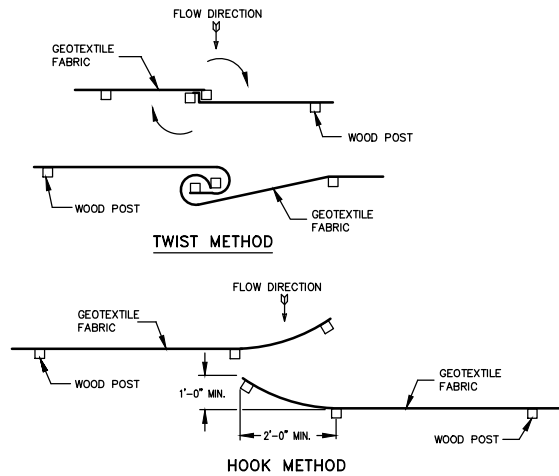 FLOW DIRECTION
GEOTEXTILE
FABRIC
WOOD POST
WOOD POST
GEOTEXTILE
FABRIC
TWIST METHOD
FLOW DIRECTION
GEOTEXTILE
FABRIC
WOOD POST
1'-0" MIN.
GEOTEXTILE
FABRIC
2'-0" MIN.
WOOD POST
HOOK METHOD